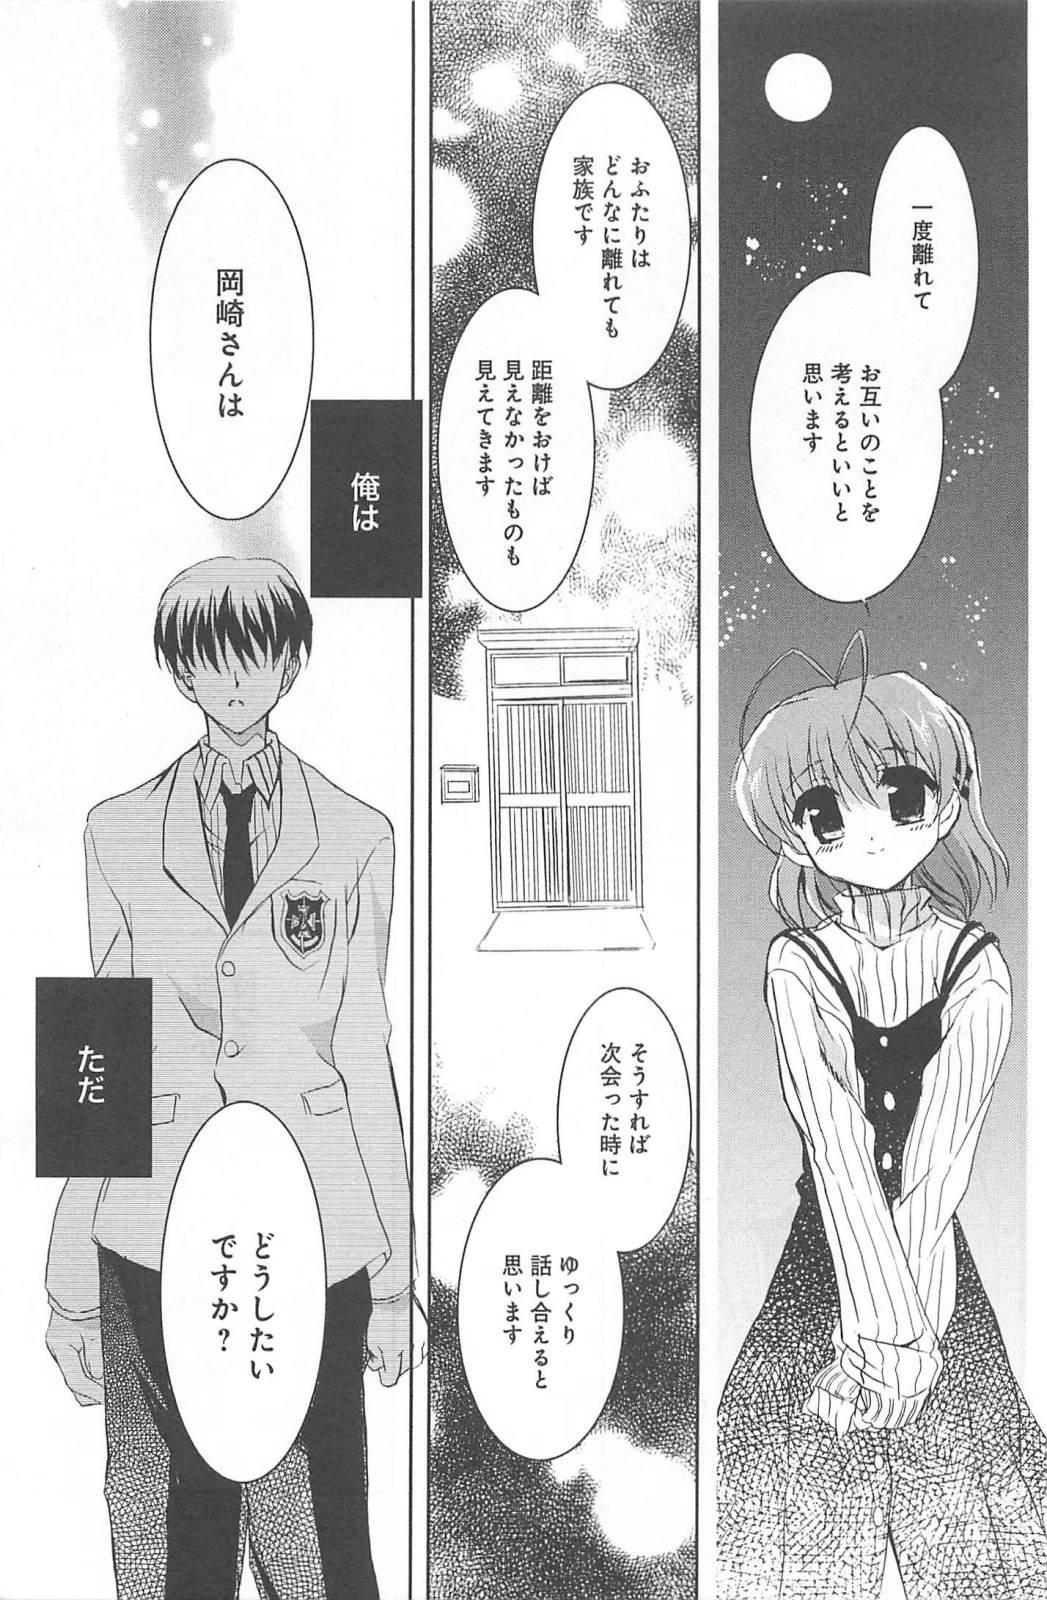 一度離れて
お互いのことを
考えるといいと
思います
おふたりは
どんなに離れても
家族です
距離をおけば
見えなかったものも
見えてきます
そうすれば
次会った時に
ゆっくり
話し合えると
思います
岡崎さんは
俺は
ただ
どうしたい
ですか?